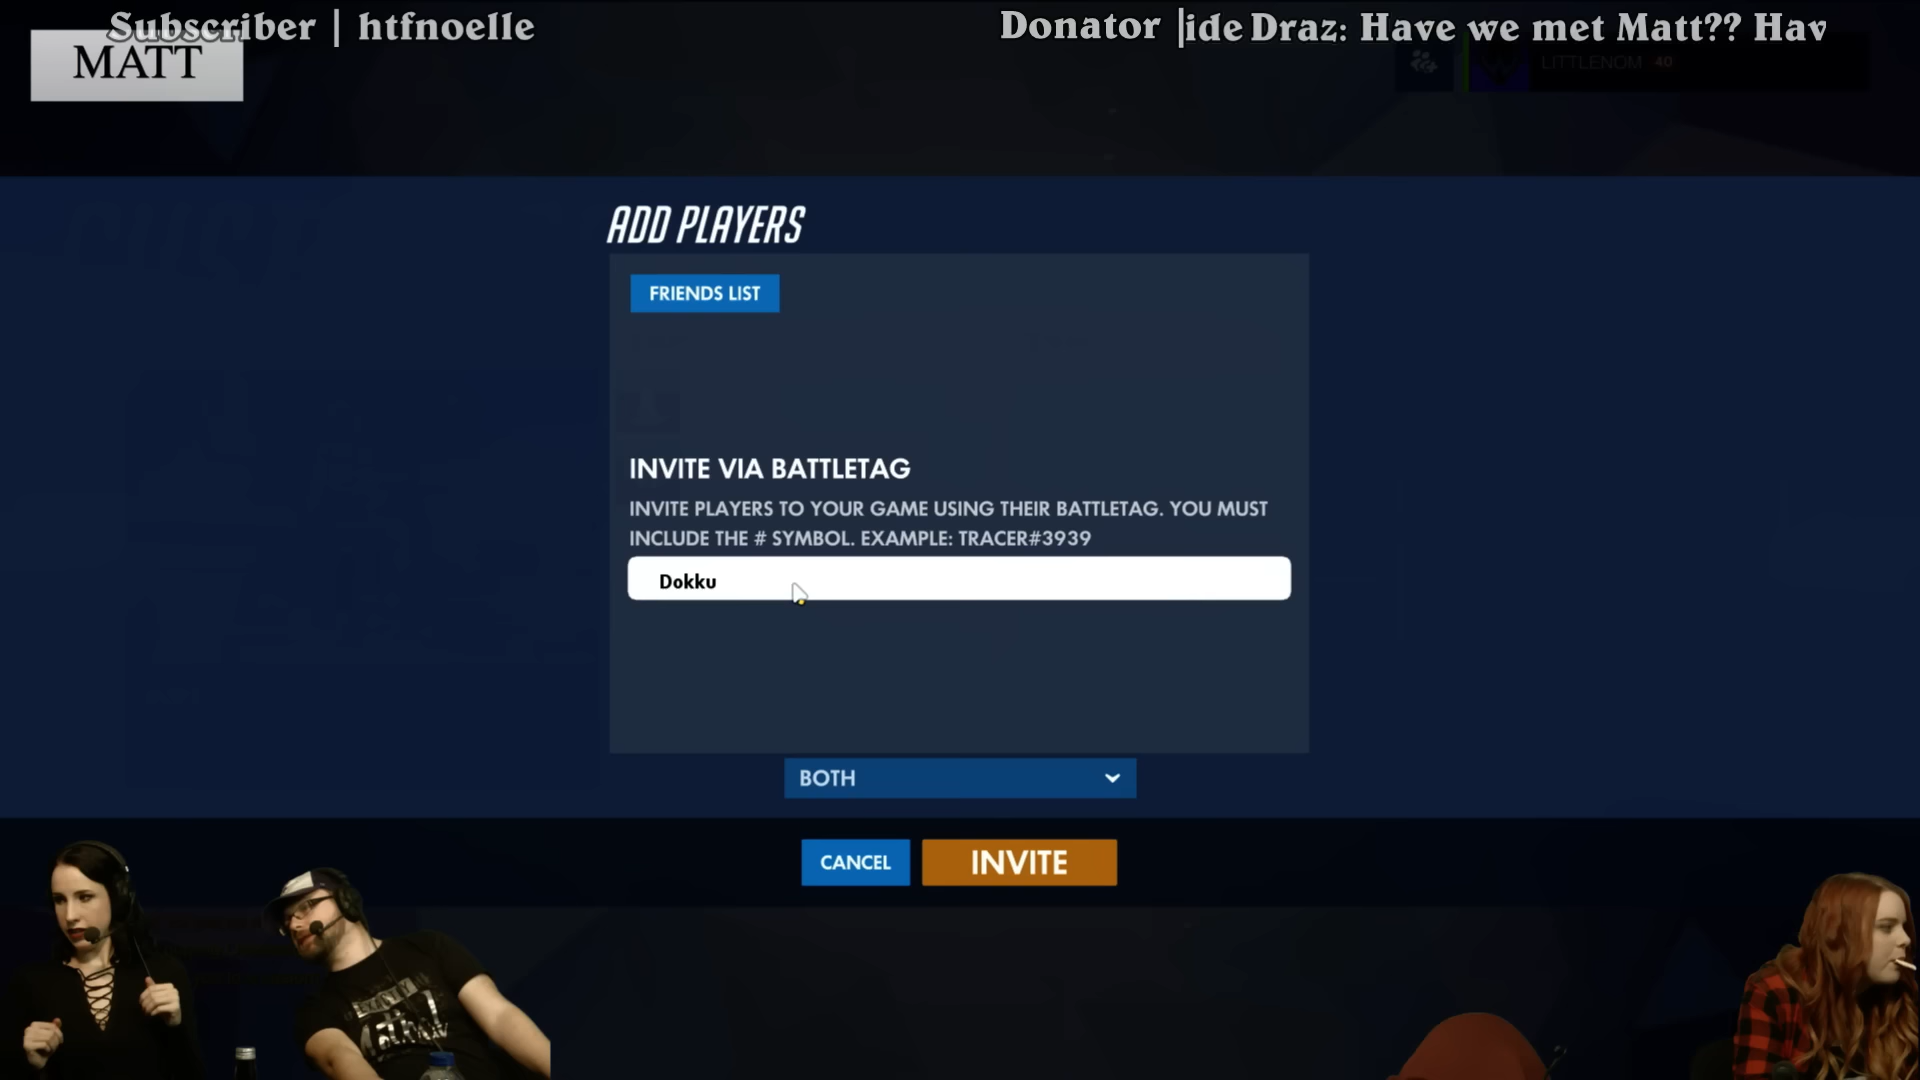 Subscriber | htfnoelle
Donator |ide Draz: Have we met Matt?? Hav
MATT
LITTLENOM 40
ADD PLAYERS
FRIENDS LIST
INVITE VIA BATTLETAG
INVITE PLAYERS TO YOUR GAME USING THEIR BATTLETAG. YOU MUST
INCLUDE THE # SYMBOL. EXAMPLE: TRACER#3939
Dokku
BOTH
CANCEL
INVITE